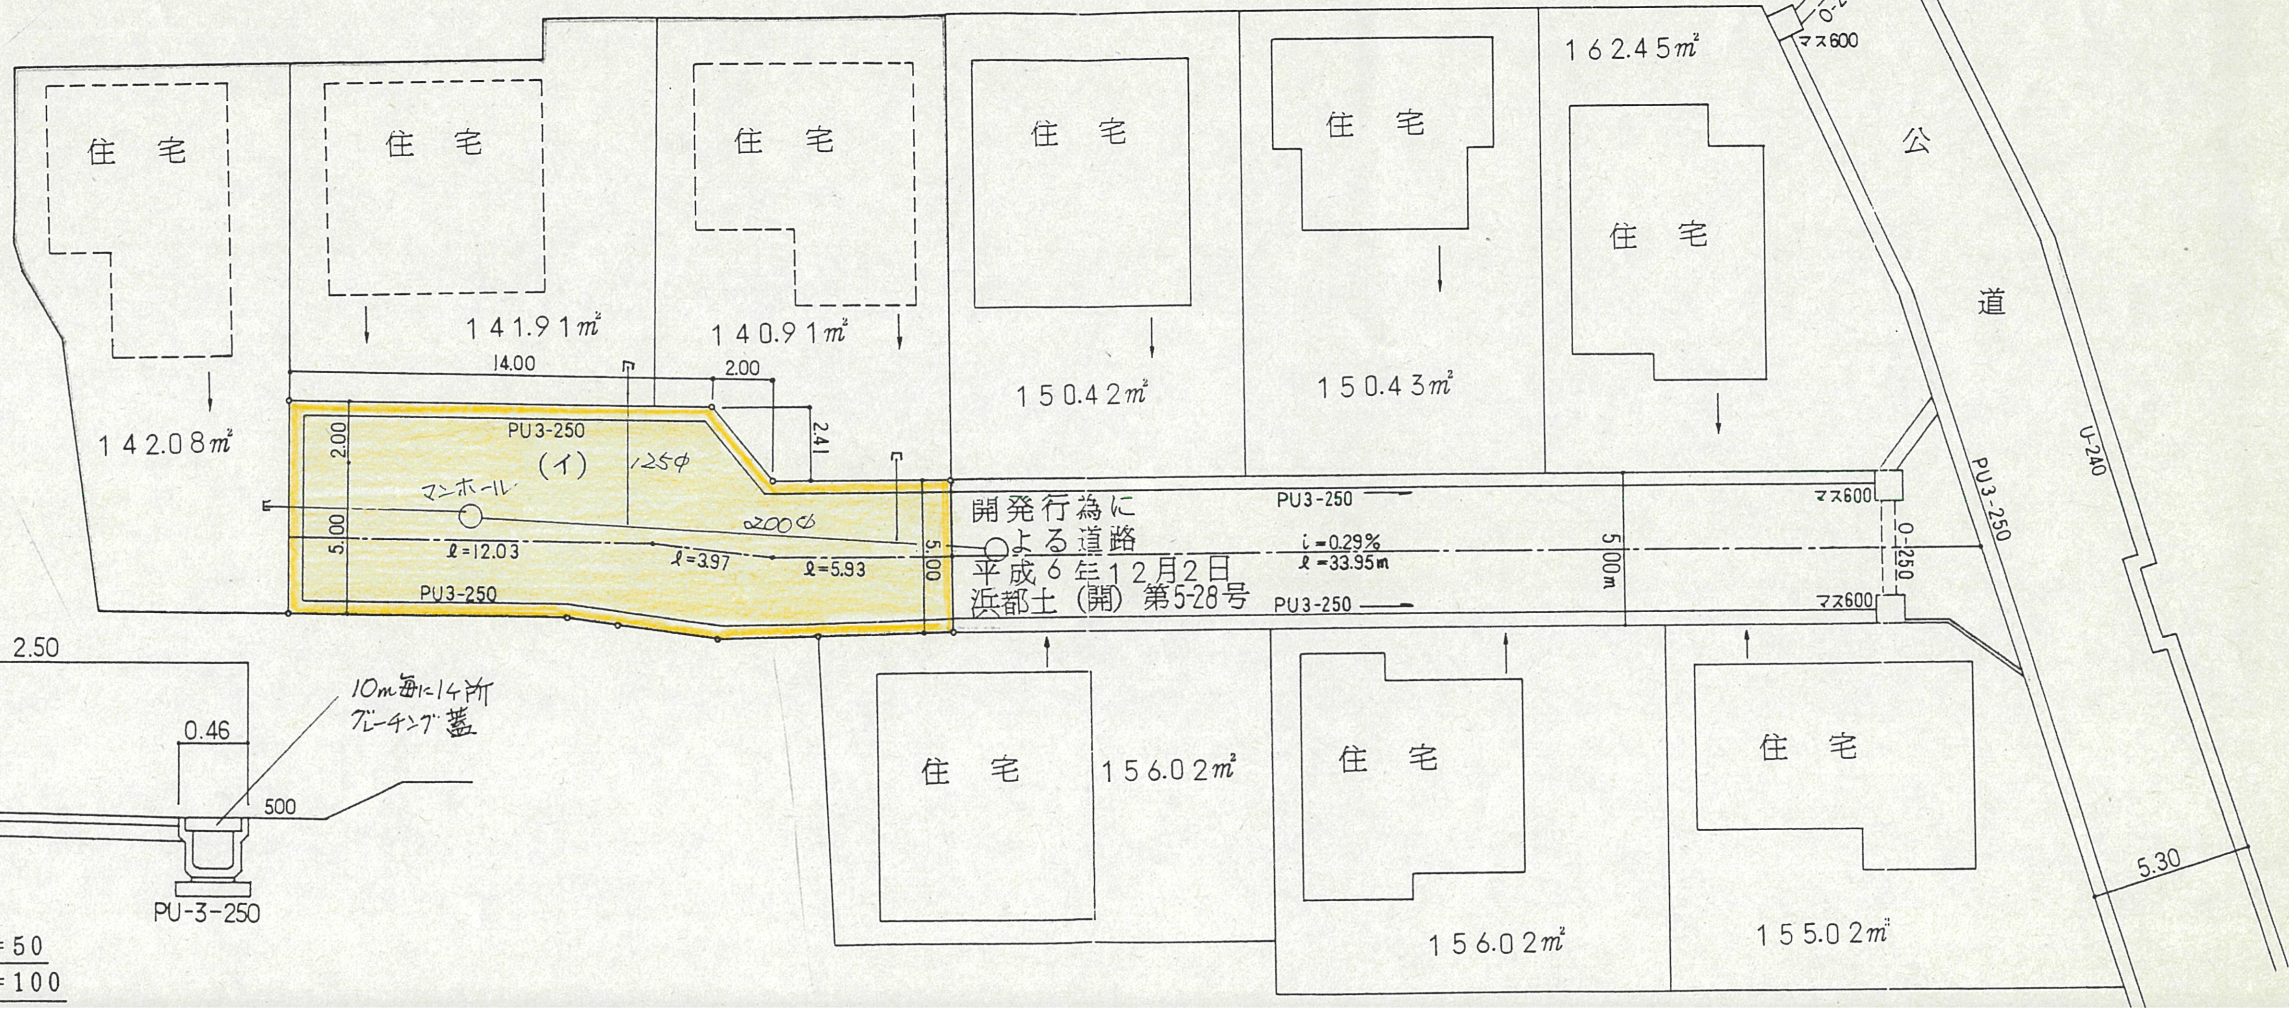 162.45㎡
マス600
公
道
住 宅
住 宅
住 宅
住 宅
住 宅
住 宅
141.91㎡
140.91㎡
14.00
2.00
150.42㎡
150.43㎡
142.08㎡
2.00
PU3-250
(イ)
125φ
2.41
マンホール
200φ
5.00
ℓ=12.03
ℓ=3.97
ℓ=5.93
5.00
PU3-250
開発行為に
よる道路
平成6年12月2日
浜都土(開)第5-28号
PU3-250
i=0.29%
ℓ=33.95m
PU3-250
5.00m
マス600
O-250
マス600
PU3-250
U-240
2.50
10m毎に1ヶ所
グレーチング蓋
0.46
500
PU-3-250
=50
=100
住 宅
156.02㎡
住 宅
156.02㎡
住 宅
155.02㎡
5.30